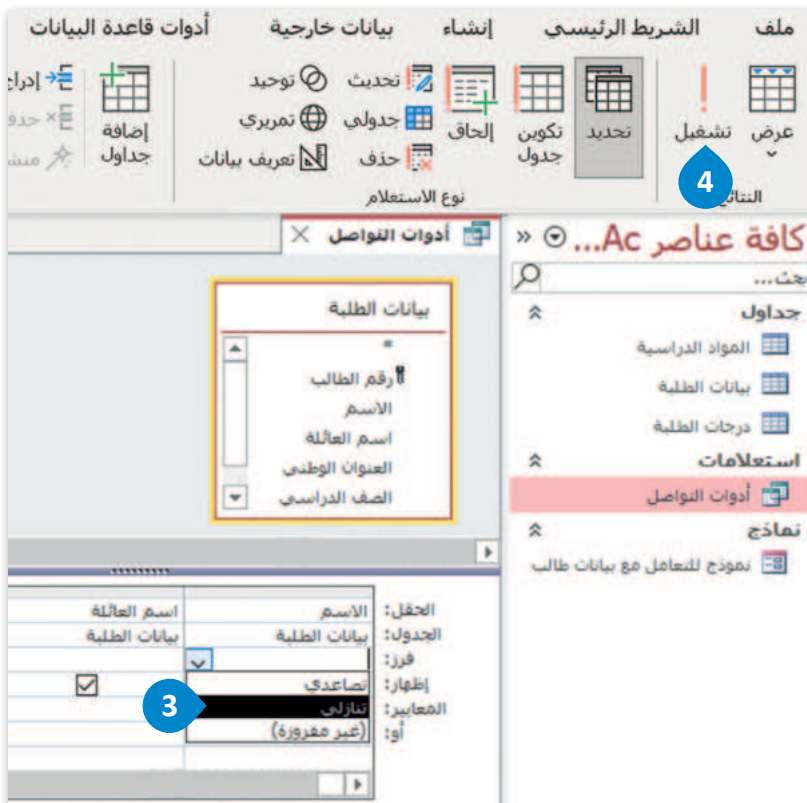 ملف الشريط الرئيسي إنشاء بيانات خارجية أدوات قاعدة البيانات
عرض
تشغيل
4
النتائج
تحديد
تكوين جدول
إلحاق
تحديث
جدولي
حذف
توحيد
تمريري
تعريف بيانات
نوع الاستعلام
إضافة جداول
إدراج
حذف
كافة عناصر Ac...
بحث...
جداول
المواد الدراسية
بيانات الطلبة
درجات الطلبة
استعلامات
أدوات التواصل
نماذج
نموذج للتعامل مع بيانات طالب
أدوات التواصل
بيانات الطلبة
*
رقم الطالب
الاسم
اسم العائلة
العنوان الوطني
الصف الدراسي
الحقل: الاسم اسم العائلة
الجدول: بيانات الطلبة بيانات الطلبة
فرز:
إظهار: تصاعدي
المعايير: تنازلي
أو: (غير مفروزة)
3